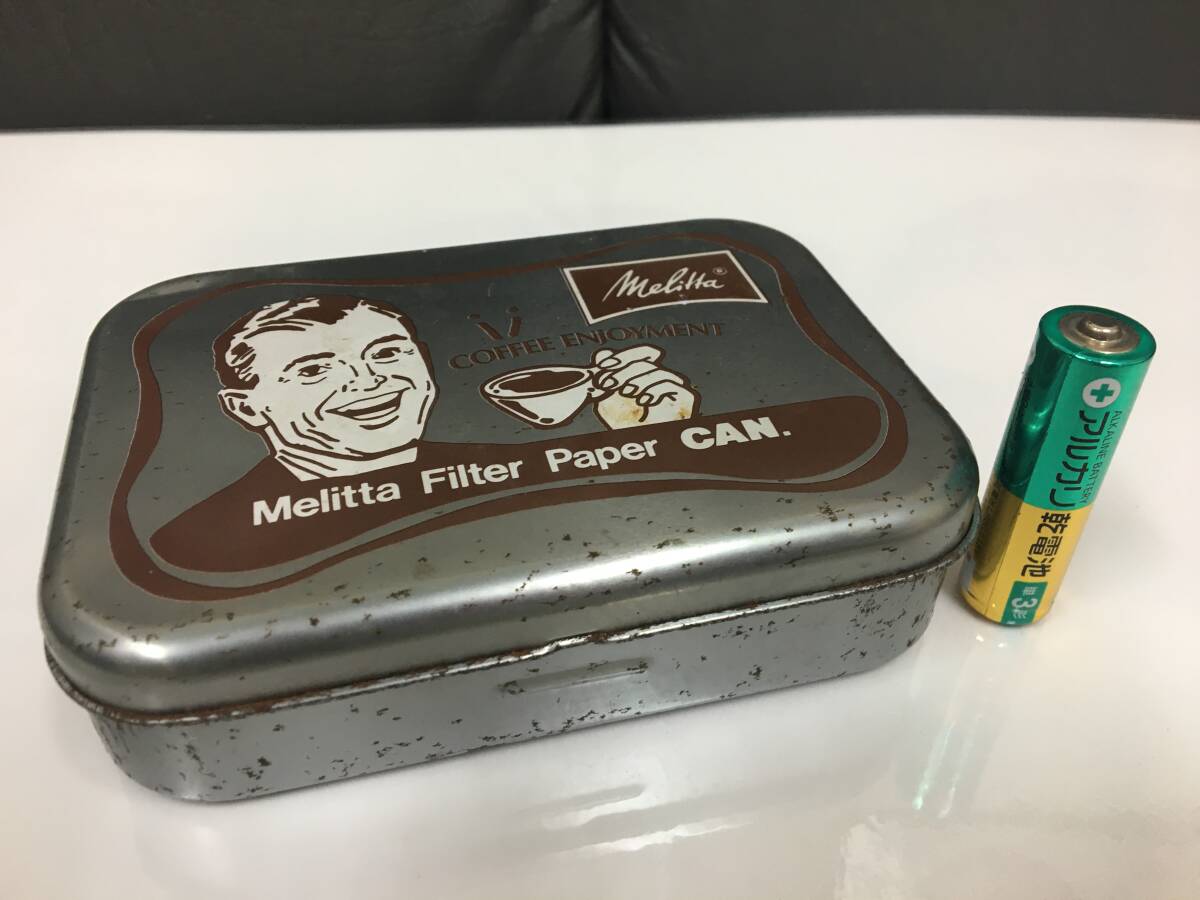 Melitta®
COFFEE ENJOYMENT
Melitta Filter Paper CAN.
アルカリ乾電池
ALKALINE BATTERY
単3形